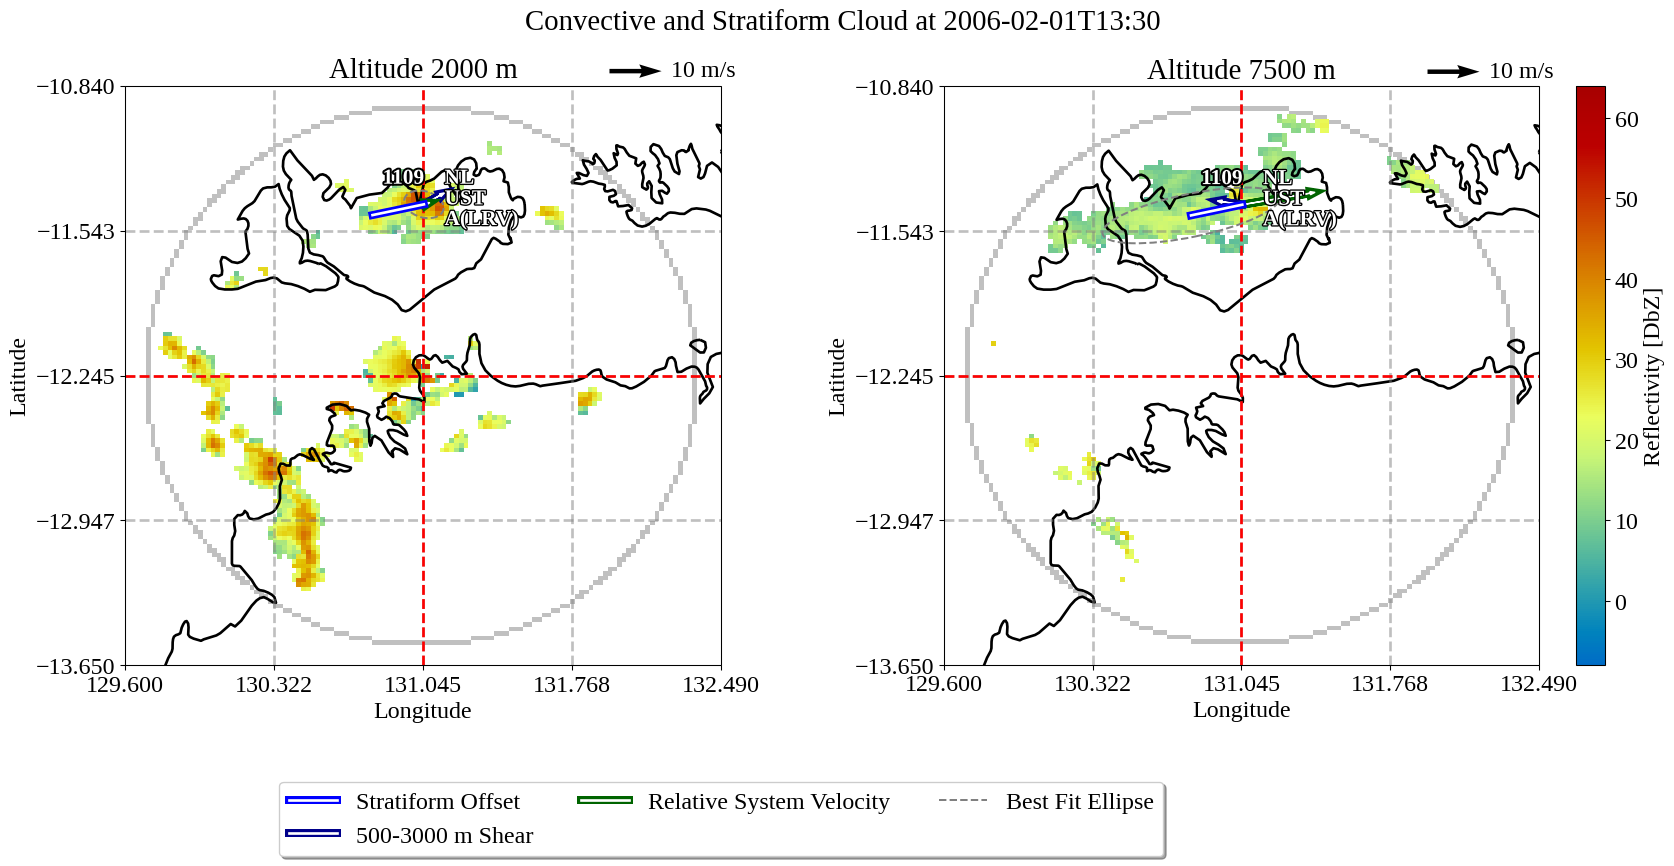 Convective and Stratiform Cloud at 2006-02-01T13:30
Altitude 2000 m
10 m/s
Altitude 7500 m
10 m/s
−10.840
−11.543
−12.245
−12.947
−13.650
Latitude
129.600
130.322
131.045
131.768
132.490
Longitude
1109
NL
UST
A(LRV)
−10.840
−11.543
−12.245
−12.947
−13.650
Latitude
129.600
130.322
131.045
131.768
132.490
Longitude
1109
NL
UST
A(LRV)
60
50
40
30
20
10
0
Reflectivity [DbZ]
Stratiform Offset
Relative System Velocity
Best Fit Ellipse
500-3000 m Shear